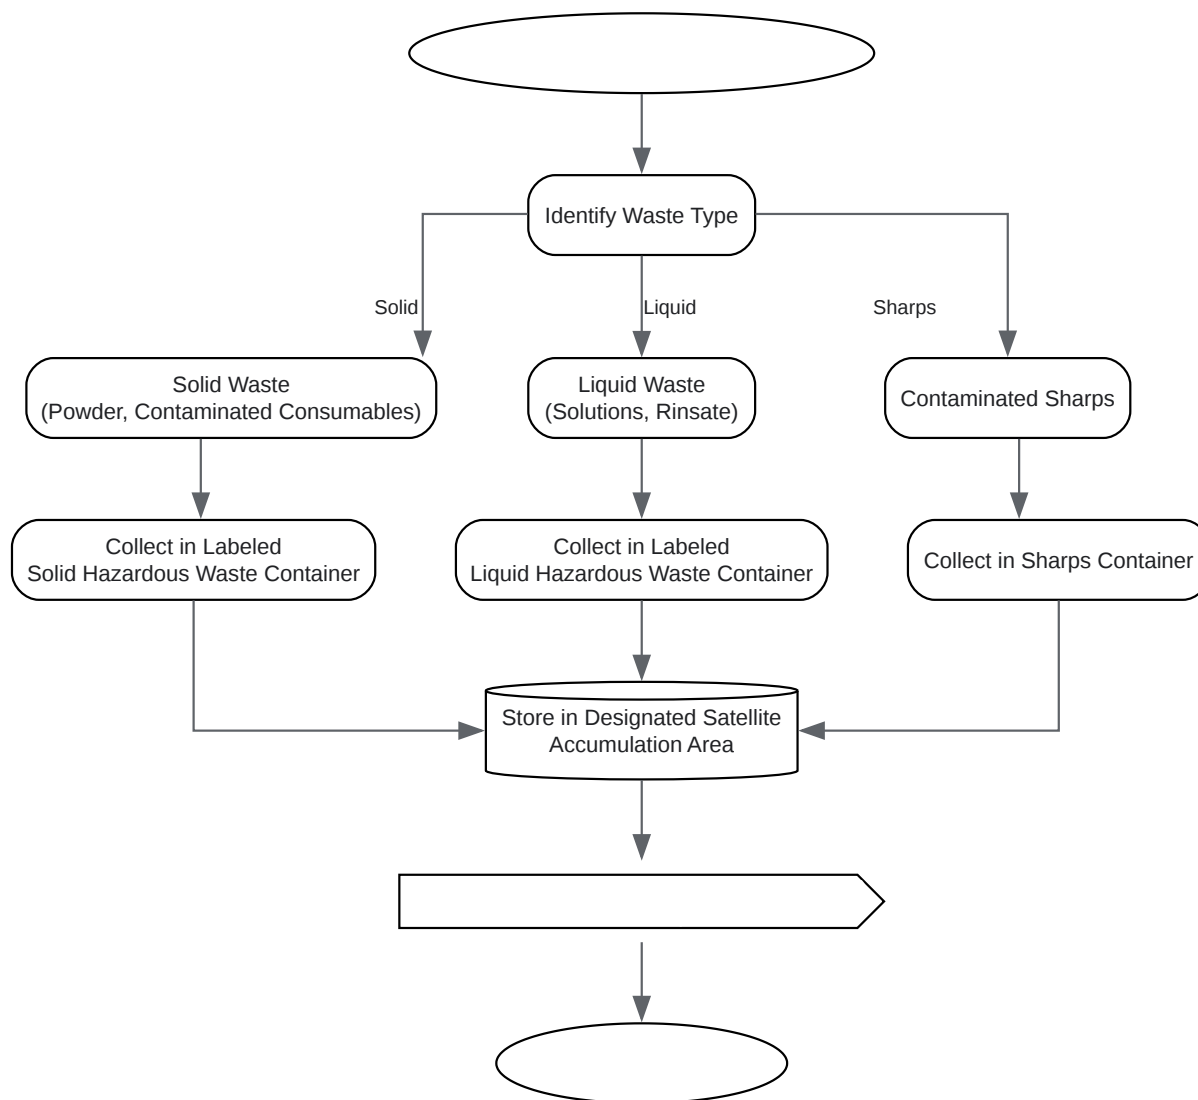 Identify Waste Type
Solid
Liquid
Sharps
Solid Waste
(Powder, Contaminated Consumables)
Liquid Waste
(Solutions, Rinsate)
Contaminated Sharps
Collect in Labeled
Solid Hazardous Waste Container
Collect in Labeled
Liquid Hazardous Waste Container
Collect in Sharps Container
Store in Designated Satellite
Accumulation Area